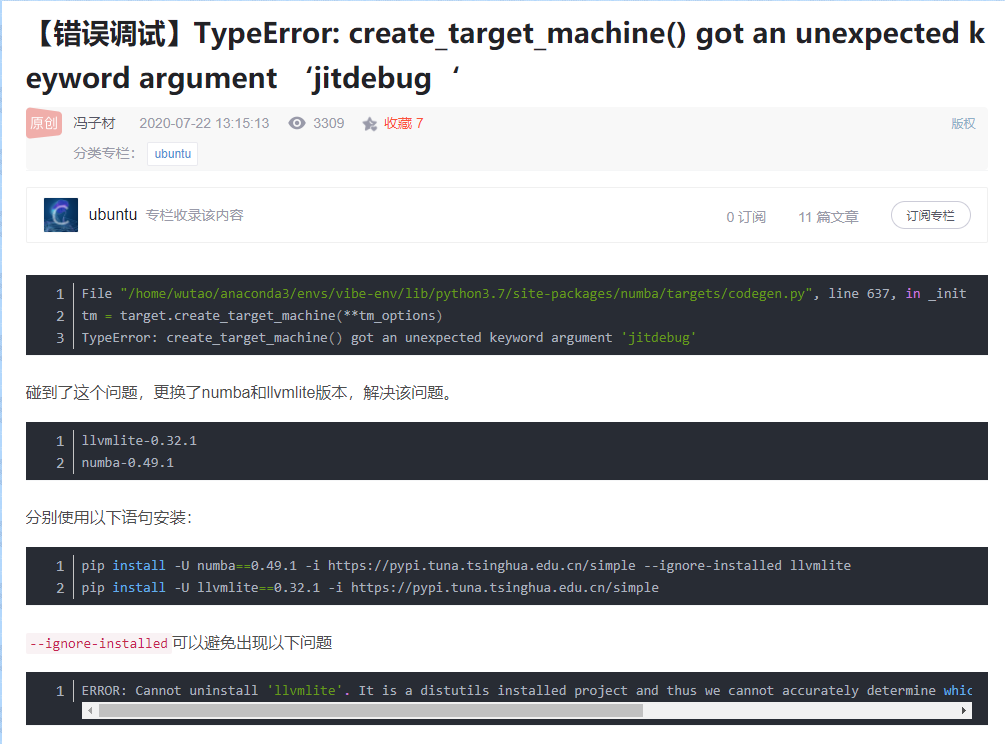 【错误调试】TypeError: create_target_machine() got an unexpected k
eyword argument ‘jitdebug‘
原创 冯子材 2020-07-22 13:15:13 3309 收藏 7 版权
分类专栏： ubuntu
ubuntu 专栏收录该内容 0 订阅 11 篇文章 订阅专栏
1 File "/home/wutao/anaconda3/envs/vibe-env/lib/python3.7/site-packages/numba/targets/codegen.py", line 637, in _init
2 tm = target.create_target_machine(**tm_options)
3 TypeError: create_target_machine() got an unexpected keyword argument 'jitdebug'
碰到了这个问题，更换了numba和llvmlite版本，解决该问题。
1 llvmlite-0.32.1
2 numba-0.49.1
分别使用以下语句安装：
1 pip install -U numba==0.49.1 -i https://pypi.tuna.tsinghua.edu.cn/simple --ignore-installed llvmlite
2 pip install -U llvmlite==0.32.1 -i https://pypi.tuna.tsinghua.edu.cn/simple
--ignore-installed可以避免出现以下问题
1 ERROR: Cannot uninstall 'llvmlite'. It is a distutils installed project and thus we cannot accurately determine whic